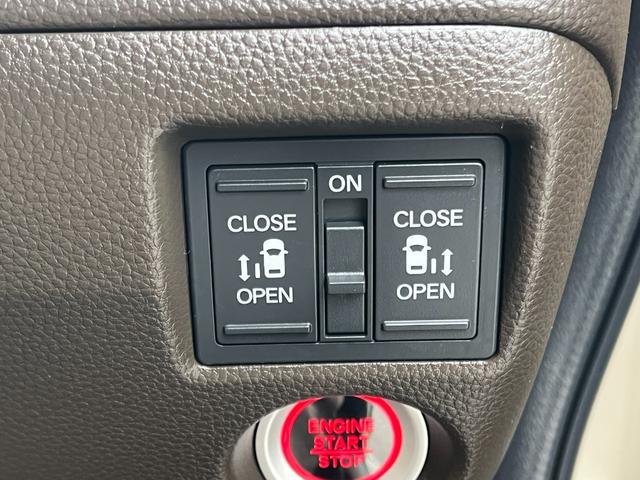 ON
CLOSE
OPEN
CLOSE
OPEN
ENGINE
START
STOP